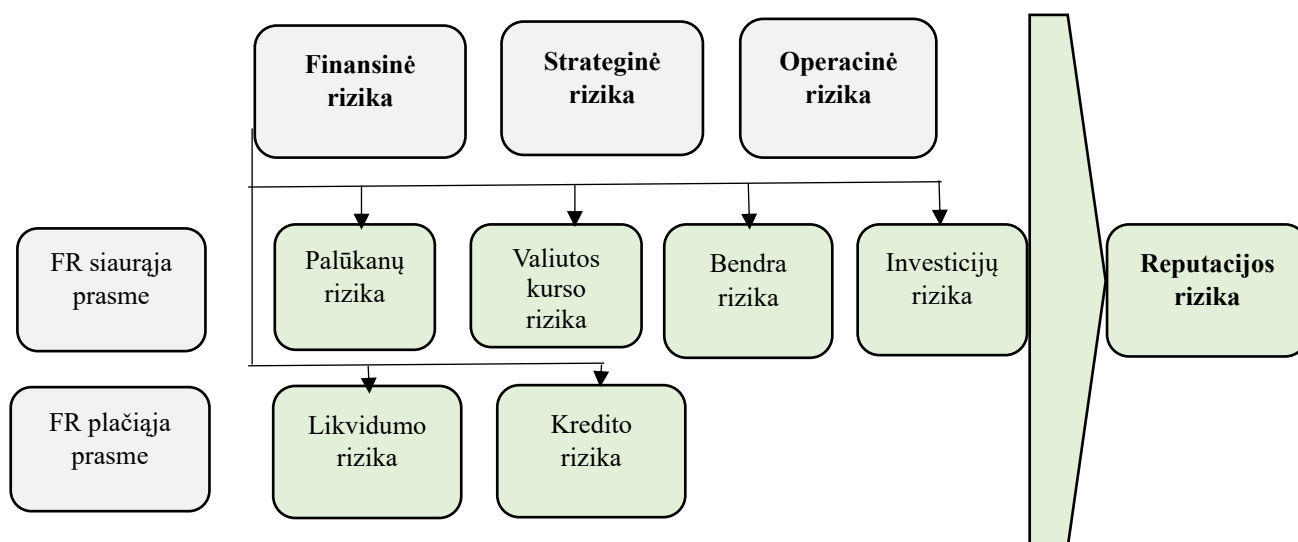 Finansinė
rizika
Strateginė
rizika
Operacinė
rizika
FR siaurąja
prasme
Palūkanų
rizika
Valiutos
kurso
rizika
Bendra
rizika
Investicijų
rizika
Reputacijos
rizika
FR plačiąja
prasme
Likvidumo
rizika
Kredito
rizika